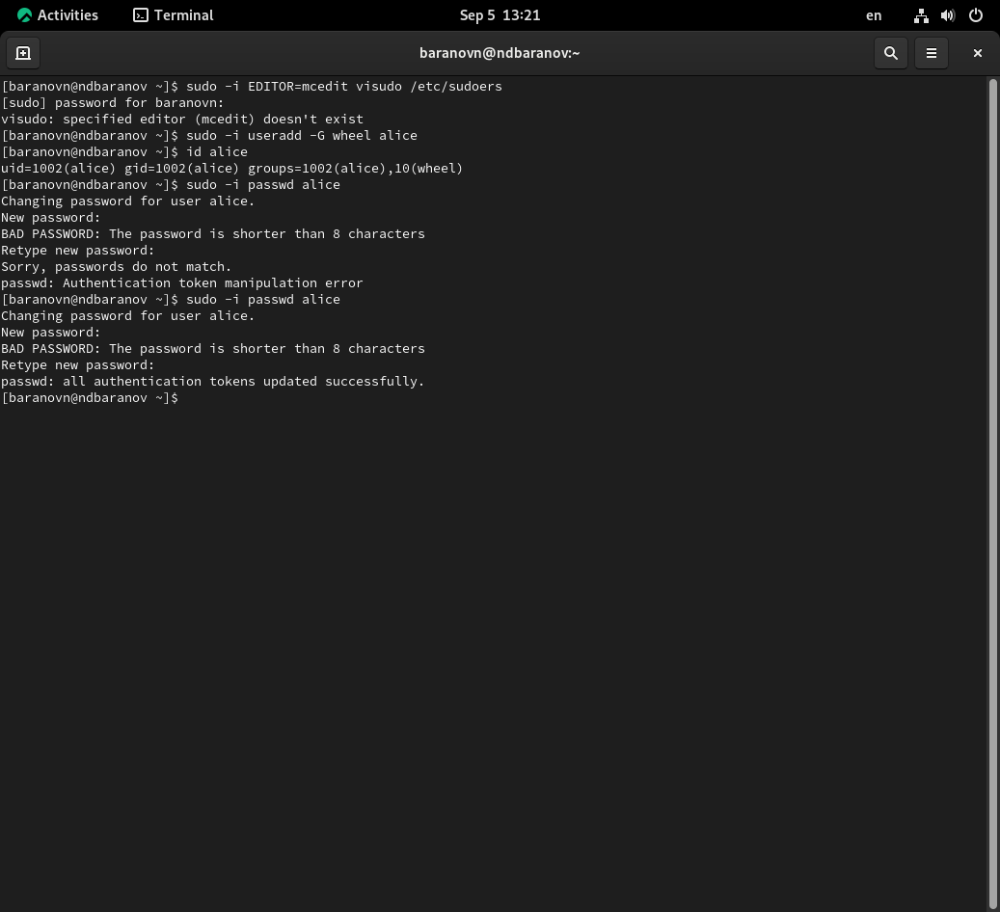 Activities Terminal Sep 5 13:21 en
baranovn@ndbaranov:~
[baranovn@ndbaranov ~]$ sudo -i EDITOR=mcedit visudo /etc/sudoers
[sudo] password for baranovn:
visudo: specified editor (mcedit) doesn't exist
[baranovn@ndbaranov ~]$ sudo -i useradd -G wheel alice
[baranovn@ndbaranov ~]$ id alice
uid=1002(alice) gid=1002(alice) groups=1002(alice),10(wheel)
[baranovn@ndbaranov ~]$ sudo -i passwd alice
Changing password for user alice.
New password:
BAD PASSWORD: The password is shorter than 8 characters
Retype new password:
Sorry, passwords do not match.
passwd: Authentication token manipulation error
[baranovn@ndbaranov ~]$ sudo -i passwd alice
Changing password for user alice.
New password:
BAD PASSWORD: The password is shorter than 8 characters
Retype new password:
passwd: all authentication tokens updated successfully.
[baranovn@ndbaranov ~]$